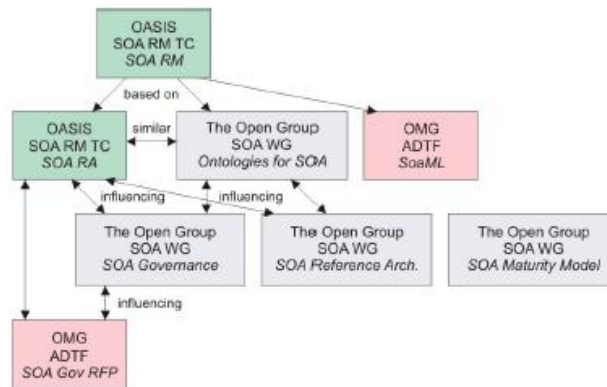 OASIS
SOA RM TC
SOA RM
based on
OASIS
SOA RM TC
SOA RA
similar
The Open Group
SOA WG
Ontologies for SOA
OMG
ADTF
SoaML
influencing
influencing
The Open Group
SOA WG
SOA Governance
The Open Group
SOA WG
SOA Reference Arch.
The Open Group
SOA WG
SOA Maturity Model
influencing
OMG
ADTF
SOA Gov RFP